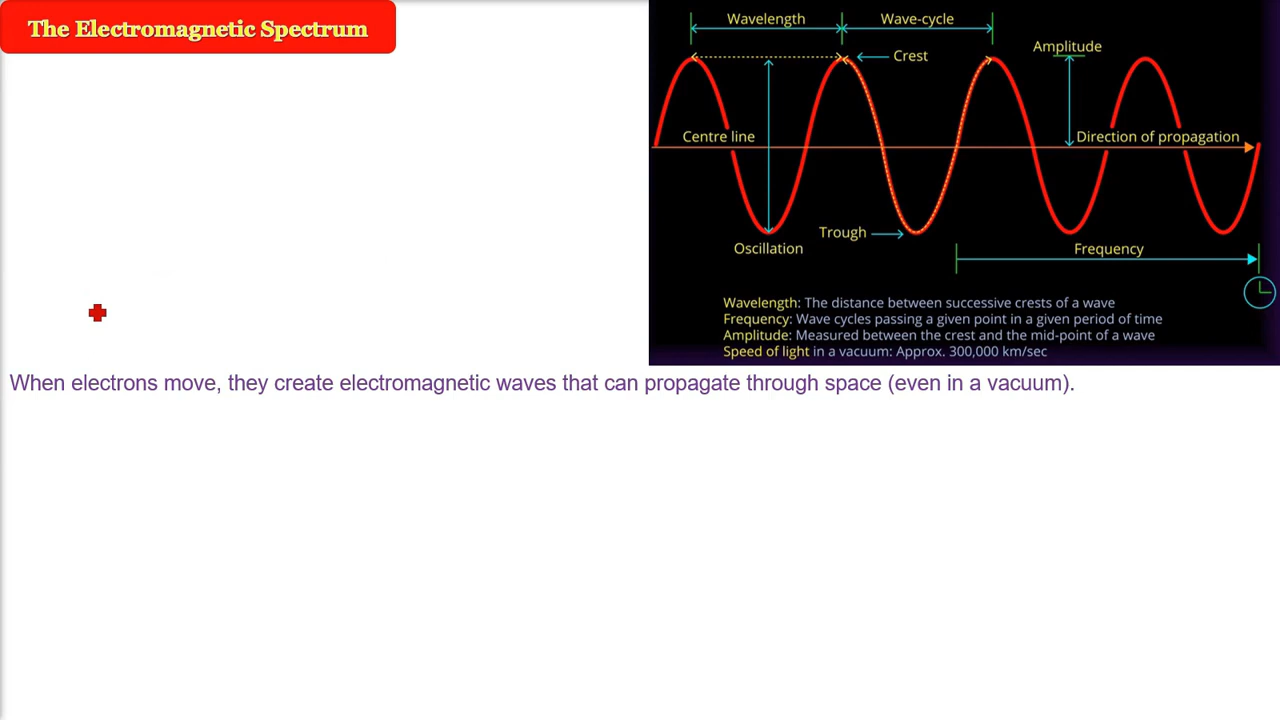 The Electromagnetic Spectrum
Wavelength
Wave-cycle
Amplitude
Crest
Centre line
Direction of propagation
Trough
Oscillation
Frequency
Wavelength: The distance between successive crests of a wave
Frequency: Wave cycles passing a given point in a given period of time
Amplitude: Measured between the crest and the mid-point of a wave
Speed of light in a vacuum: Approx. 300,000 km/sec
When electrons move, they create electromagnetic waves that can propagate through space (even in a vacuum).